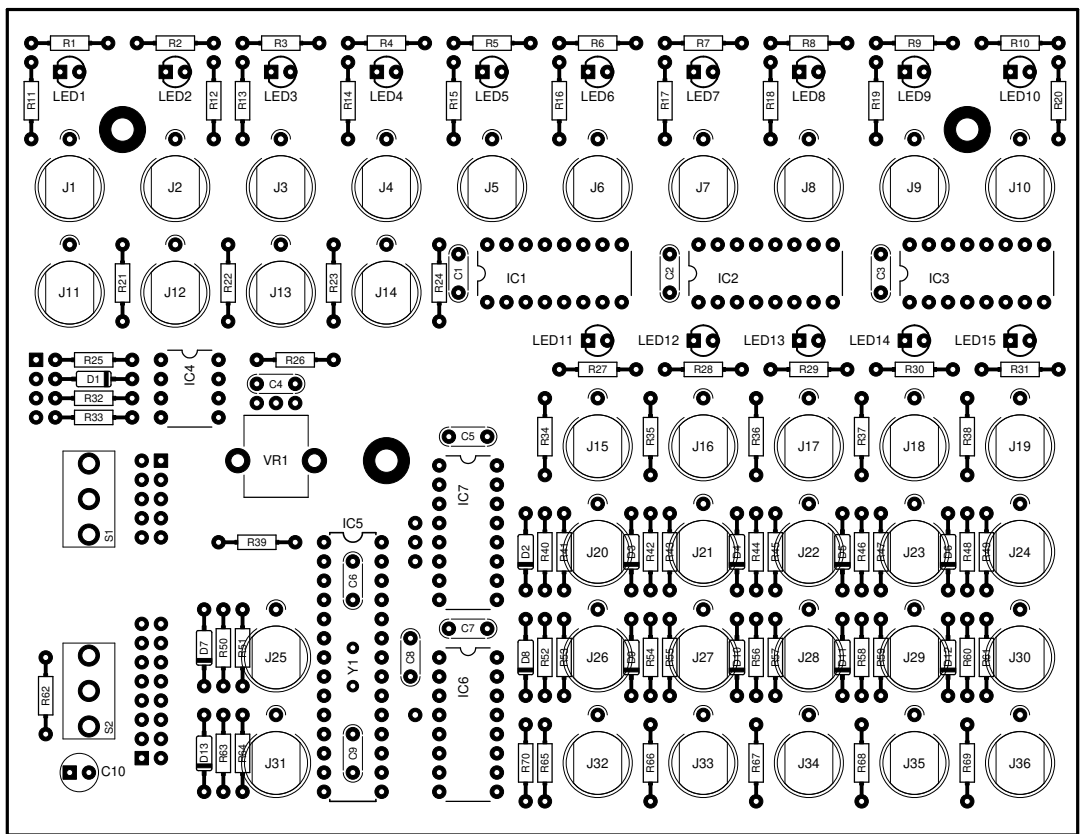 R1 R2 R3 R4 R5 R6 R7 R8 R9 R10
LED1 LED2 LED3 LED4 LED5 LED6 LED7 LED8 LED9 LED10
R11 R12 R13 R14 R15 R16 R17 R18 R19 R20
J1 J2 J3 J4 J5 J6 J7 J8 J9 J10
R21 R22 R23 R24 C1 IC1 C2 IC2 C3 IC3
J11 J12 J13 J14
LED11 LED12 LED13 LED14 LED15
R25 IC4 R26 R27 R28 R29 R30 R31
D1
R32 C4
R33
R34 R35 R36 R37 R38
C5 J15 J16 J17 J18 J19
VR1
S1 IC7
IC5
R39 D2 R40 R41 J20 D3 R42 R43 J21 D4 R44 R45 J22 D5 R46 R47 J23 D6 R48 R49 J24
C6
C7
D7 R50 R51 J25 Y1 C8 D8 R52 R53 J26 D9 R54 R55 J27 D10 R56 R57 J28 D11 R58 R59 J29 D12 R60 R61 J30
R62 S2 IC6
D13 R63 R64 J31 C9 R70 R65 J32 R66 J33 R67 J34 R68 J35 R69 J36
C10